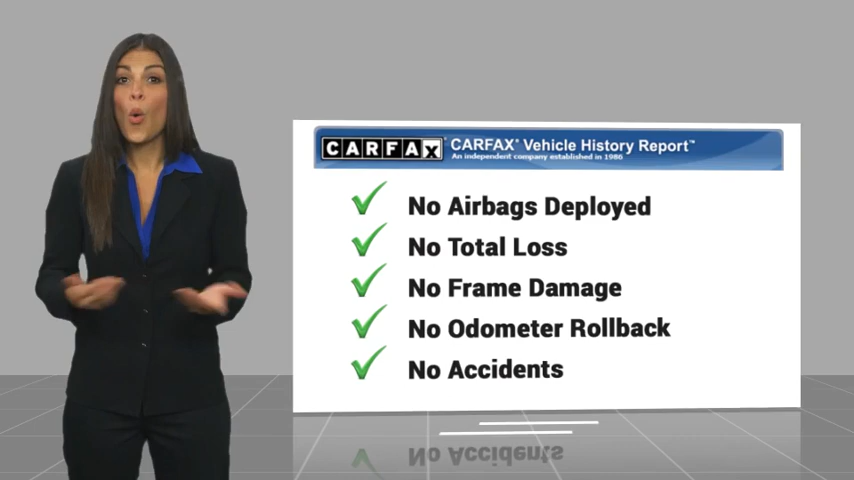 CARFAX CARFAX® Vehicle History Report™
An independent company established in 1986
No Airbags Deployed
No Total Loss
No Frame Damage
No Odometer Rollback
No Accidents
No Accidents